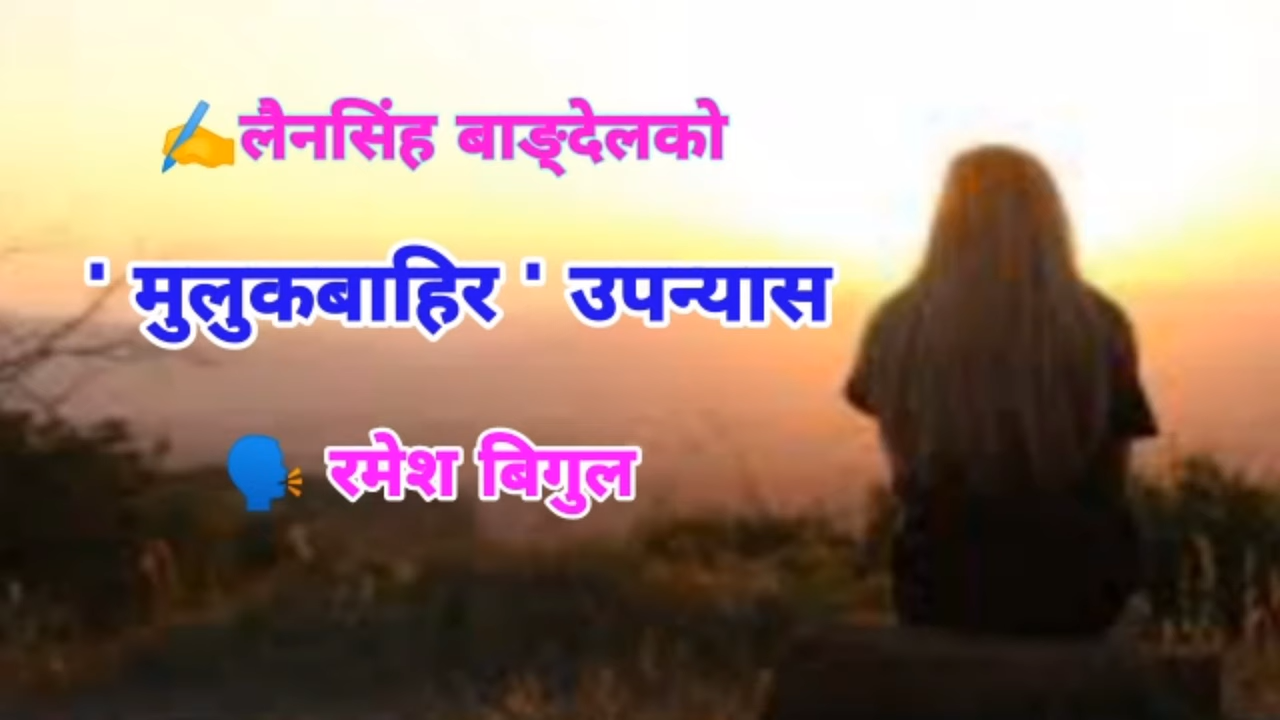 ✍️लैनसिंह बाङ्देलको
' मुलुकबाहिर ' उपन्यास
🗣️ रमेश बिगुल